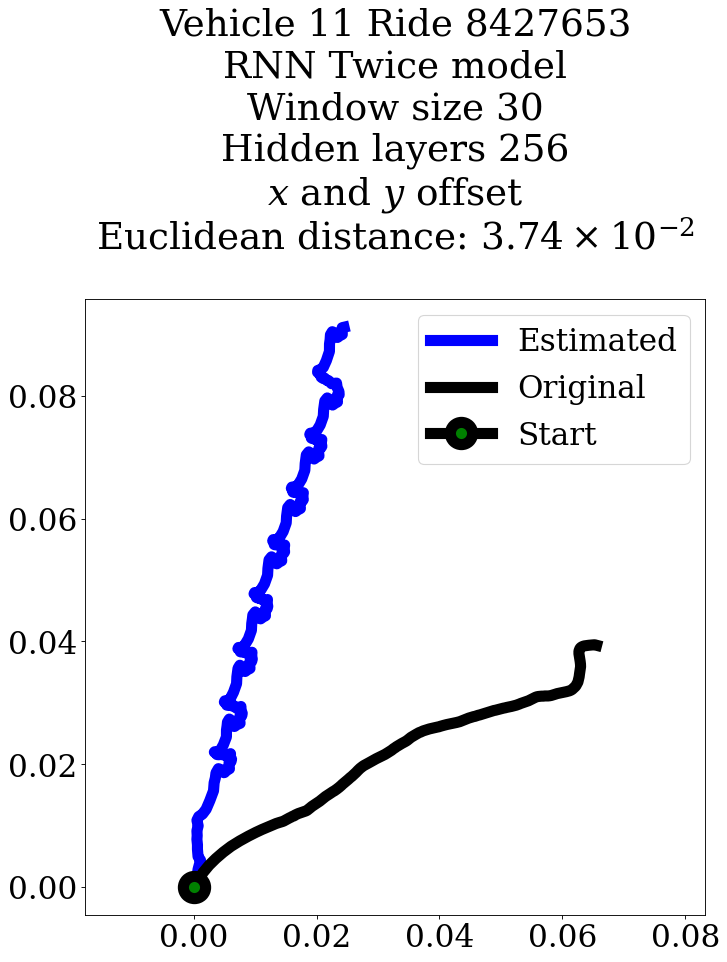 Vehicle 11 Ride 8427653
RNN Twice model
Window size 30
Hidden layers 256
x and y offset
Euclidean distance: 3.74 × 10⁻²
Estimated
Original
Start
0.08
0.06
0.04
0.02
0.00
0.00 0.02 0.04 0.06 0.08